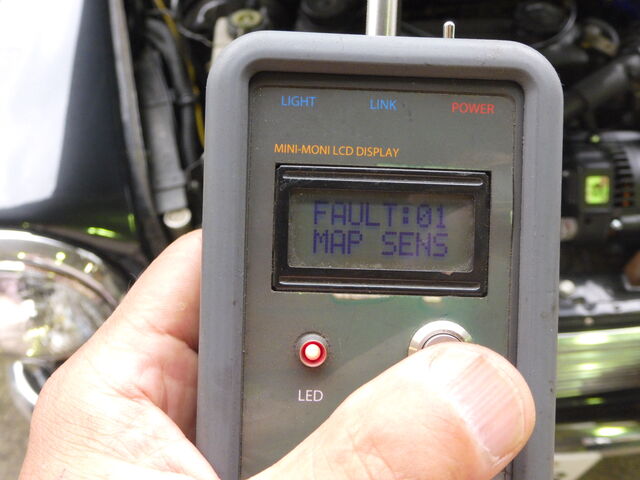 LIGHT LINK POWER
MINI-MONI LCD DISPLAY
FAULT:01
MAP SENS
LED